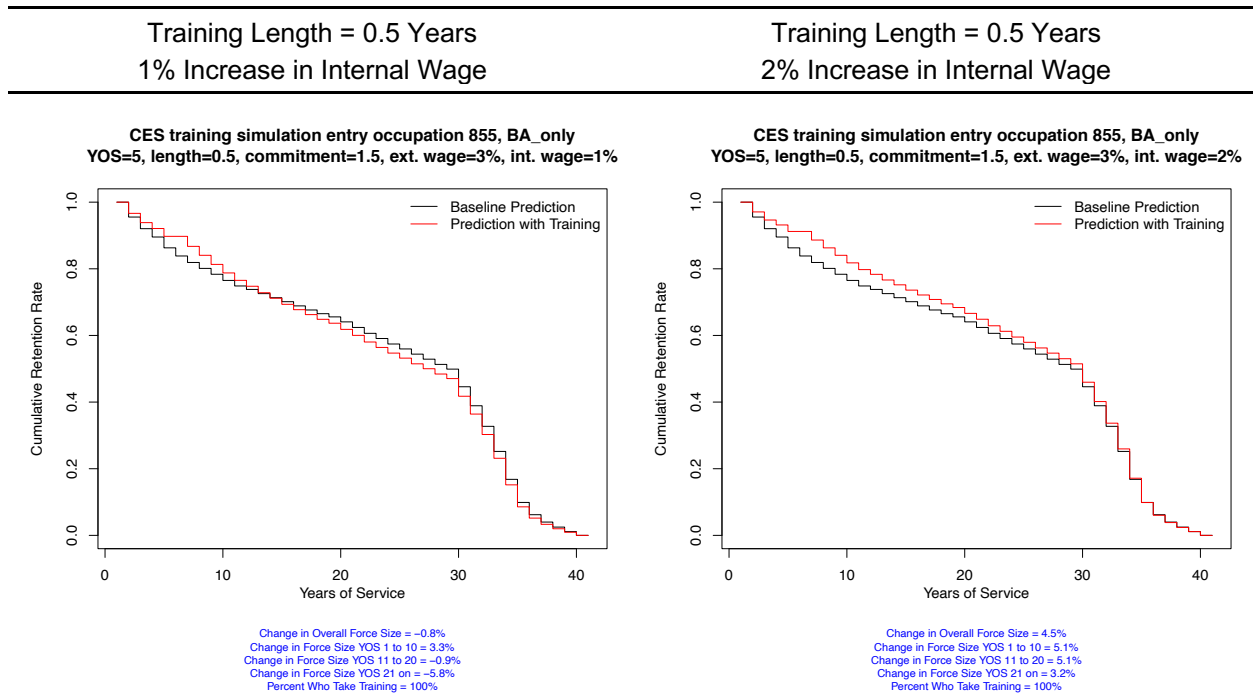 Training Length = 0.5 Years
1% Increase in Internal Wage
Training Length = 0.5 Years
2% Increase in Internal Wage
CES training simulation entry occupation 855, BA_only
YOS=5, length=0.5, commitment=1.5, ext. wage=3%, int. wage=1%
Baseline Prediction
Prediction with Training
Cumulative Retention Rate
1.0
0.8
0.6
0.4
0.2
0.0
0 10 20 30 40
Years of Service
Change in Overall Force Size = −0.8%
Change in Force Size YOS 1 to 10 = 3.3%
Change in Force Size YOS 11 to 20 = −0.9%
Change in Force Size YOS 21 on = −5.8%
Percent Who Take Training = 100%
CES training simulation entry occupation 855, BA_only
YOS=5, length=0.5, commitment=1.5, ext. wage=3%, int. wage=2%
Baseline Prediction
Prediction with Training
Cumulative Retention Rate
1.0
0.8
0.6
0.4
0.2
0.0
0 10 20 30 40
Years of Service
Change in Overall Force Size = 4.5%
Change in Force Size YOS 1 to 10 = 5.1%
Change in Force Size YOS 11 to 20 = 5.1%
Change in Force Size YOS 21 on = 3.2%
Percent Who Take Training = 100%